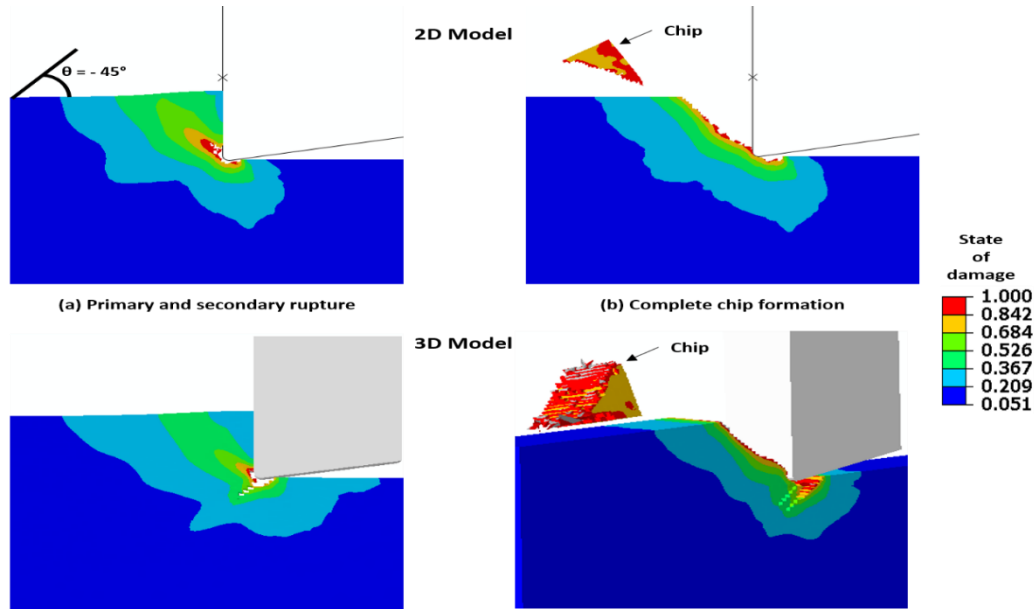 2D Model
θ = - 45°
Chip
(a) Primary and secondary rupture
(b) Complete chip formation
3D Model
Chip
State
of
damage
1.000
0.842
0.684
0.526
0.367
0.209
0.051